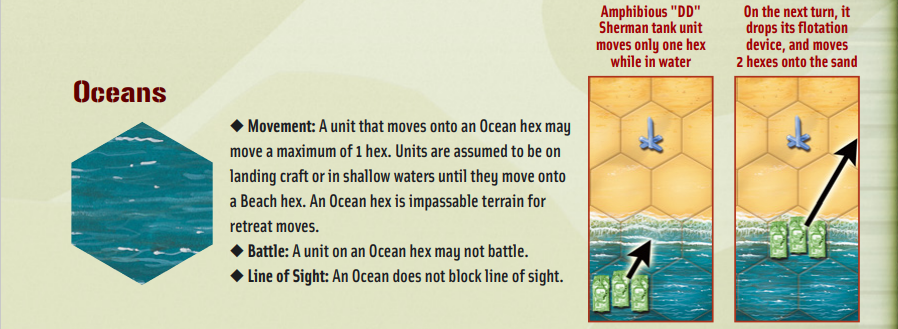 Oceans
◆ Movement: A unit that moves onto an Ocean hex may
move a maximum of 1 hex. Units are assumed to be on
landing craft or in shallow waters until they move onto
a Beach hex. An Ocean hex is impassable terrain for
retreat moves.
◆ Battle: A unit on an Ocean hex may not battle.
◆ Line of Sight: An Ocean does not block line of sight.
Amphibious "DD"
Sherman tank unit
moves only one hex
while in water
On the next turn, it
drops its flotation
device, and moves
2 hexes onto the sand